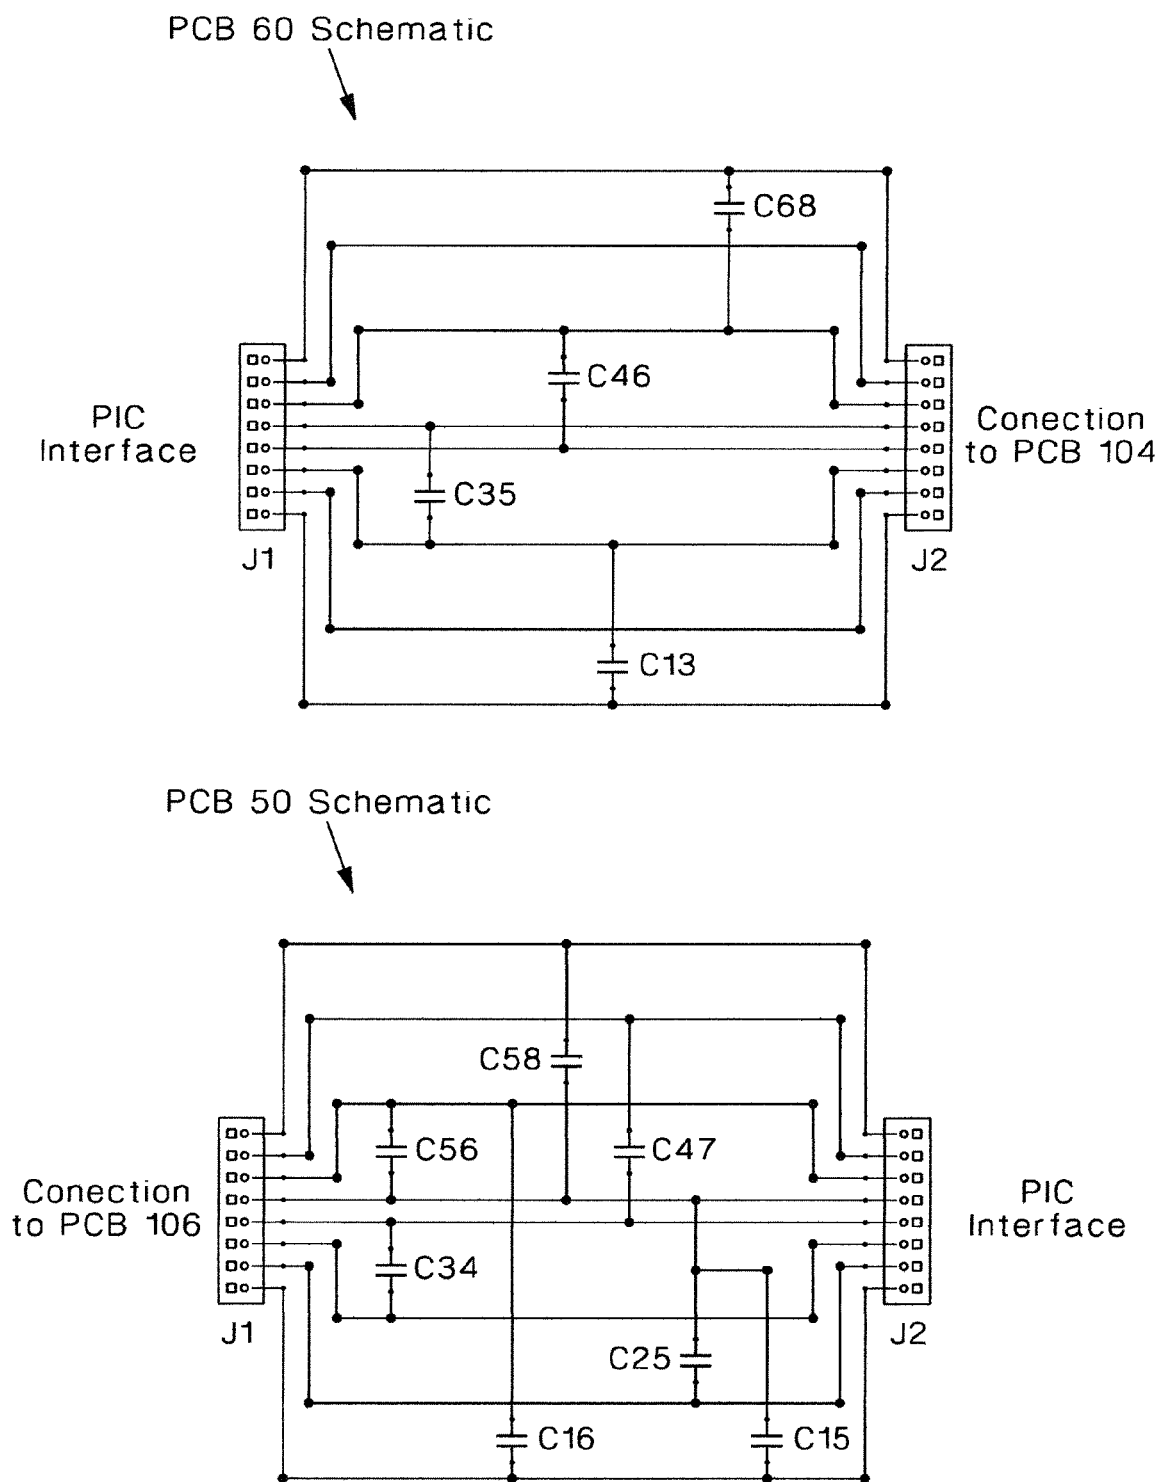 PCB 60 Schematic
C68
C46
PIC
Interface
Conection
to PCB 104
C35
J1
J2
C13
PCB 50 Schematic
C58
C56
C47
Conection
to PCB 106
PIC
Interface
C34
J1
J2
C25
C16
C15